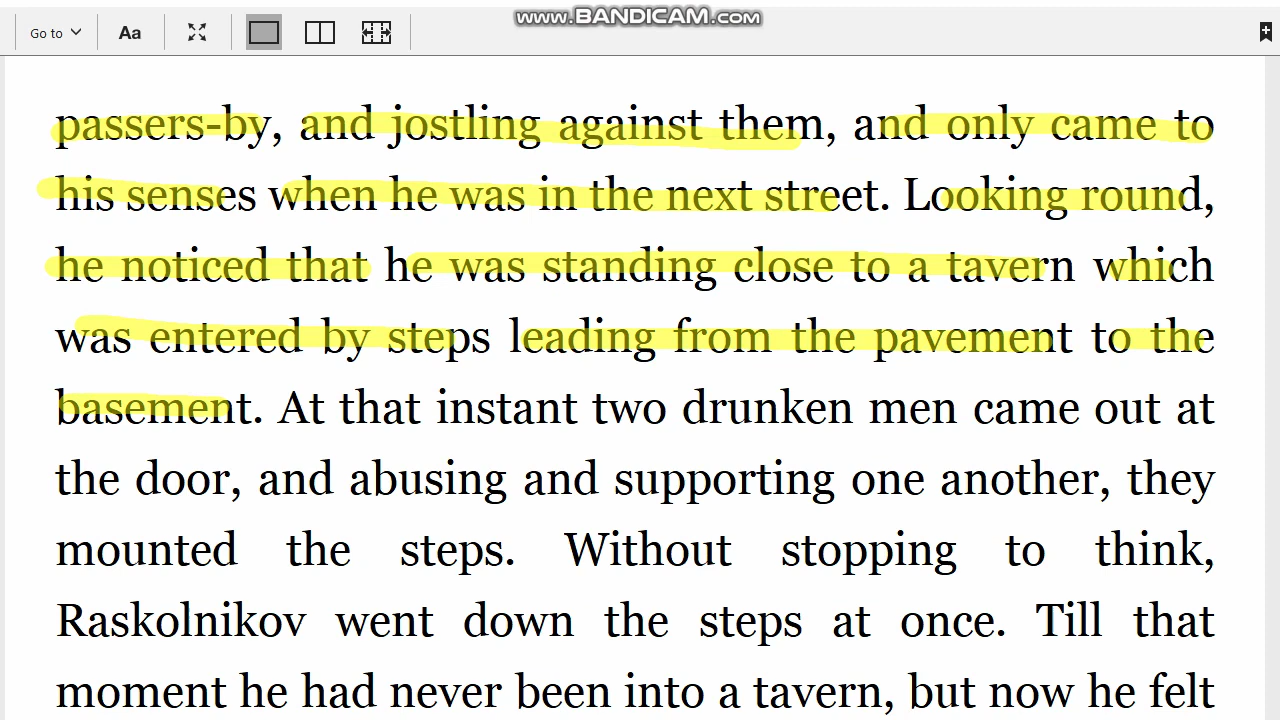 www.BANDICAM.com
Go to Aa
passers-by, and jostling against them, and only came to
his senses when he was in the next street. Looking round,
he noticed that he was standing close to a tavern which
was entered by steps leading from the pavement to the
basement. At that instant two drunken men came out at
the door, and abusing and supporting one another, they
mounted the steps. Without stopping to think,
Raskolnikov went down the steps at once. Till that
moment he had never been into a tavern, but now he felt